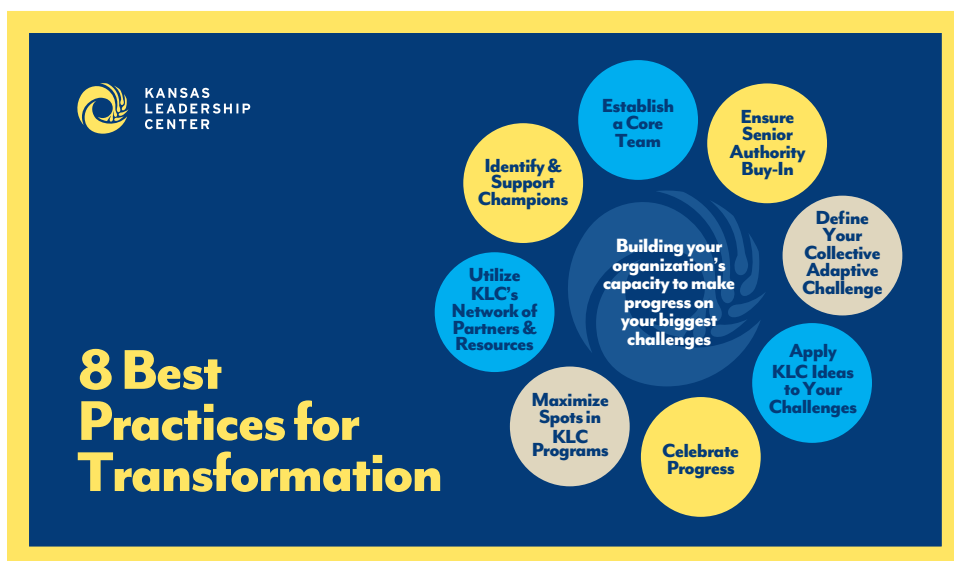 KANSAS
LEADERSHIP
CENTER
8 Best
Practices for
Transformation
Establish
a Core
Team
Ensure
Senior
Authority
Buy-In
Define
Your
Collective
Adaptive
Challenge
Apply
KLC Ideas
to Your
Challenges
Celebrate
Progress
Maximize
Spots in
KLC
Programs
Utilize
KLC's
Network of
Partners &
Resources
Identify &
Support
Champions
Building your
organization's
capacity to make
progress on
your biggest
challenges